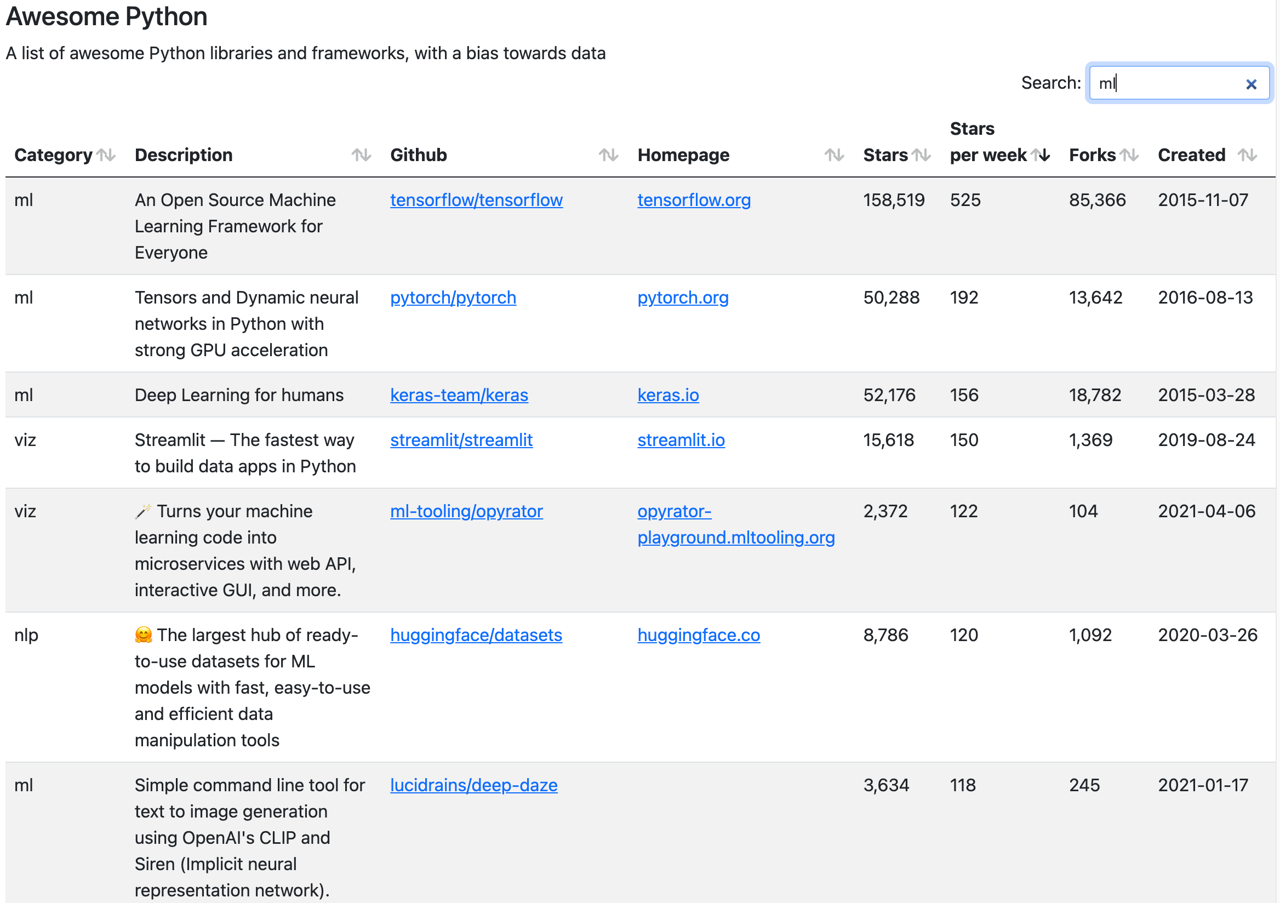 Awesome Python
A list of awesome Python libraries and frameworks, with a bias towards data
Search: ml
Category Description Github Homepage Stars Stars per week Forks Created
ml An Open Source Machine tensorflow/tensorflow tensorflow.org 158,519 525 85,366 2015-11-07
Learning Framework for
Everyone
ml Tensors and Dynamic neural pytorch/pytorch pytorch.org 50,288 192 13,642 2016-08-13
networks in Python with
strong GPU acceleration
ml Deep Learning for humans keras-team/keras keras.io 52,176 156 18,782 2015-03-28
viz Streamlit — The fastest way streamlit/streamlit streamlit.io 15,618 150 1,369 2019-08-24
to build data apps in Python
viz 🪄 Turns your machine ml-tooling/opyrator opyrator- 2,372 122 104 2021-04-06
learning code into playground.mltooling.org
microservices with web API,
interactive GUI, and more.
nlp 🤗 The largest hub of ready- huggingface/datasets huggingface.co 8,786 120 1,092 2020-03-26
to-use datasets for ML
models with fast, easy-to-use
and efficient data
manipulation tools
ml Simple command line tool for lucidrains/deep-daze 3,634 118 245 2021-01-17
text to image generation
using OpenAI's CLIP and
Siren (Implicit neural
representation network).